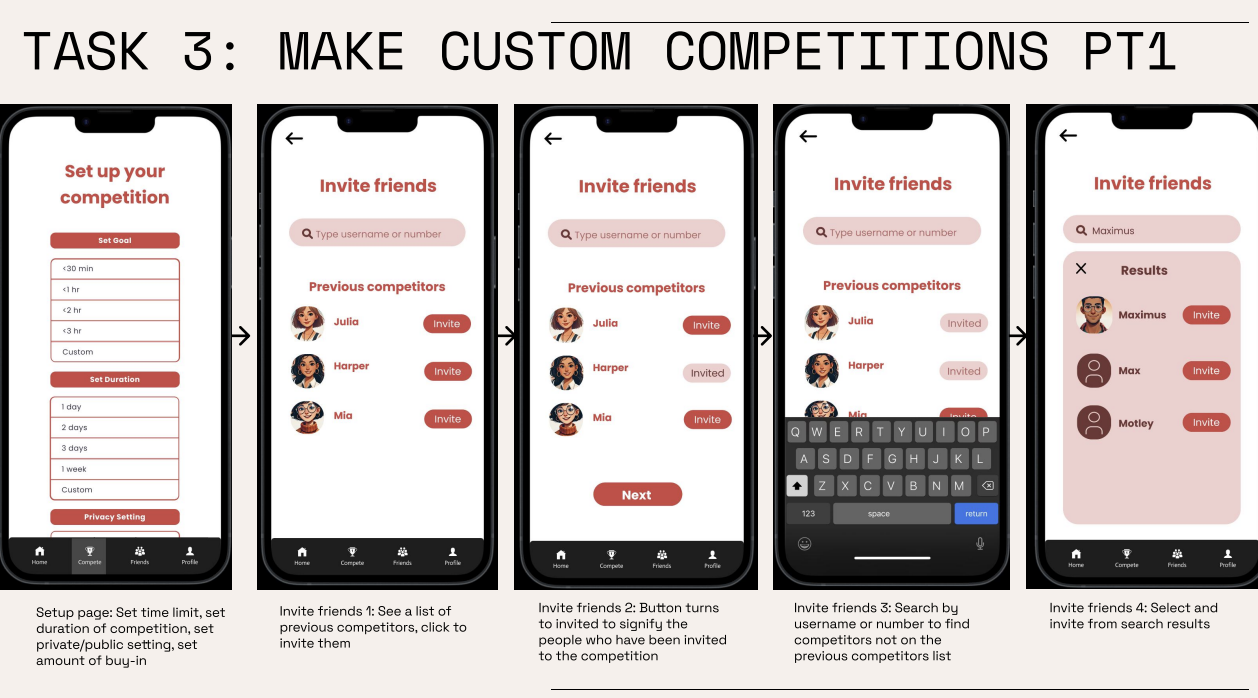 TASK 3: MAKE CUSTOM COMPETITIONS PT1
Set up your
competition
Set Goal
<30 min
<1 hr
<2 hr
<3 hr
Custom
Set Duration
1 day
2 days
3 days
1 week
Custom
Privacy Setting
Home
Compete
Friends
Profile
Setup page: Set time limit, set
duration of competition, set
private/public setting, set
amount of buy-in
Invite friends
Type username or number
Previous competitors
Julia Invite
Harper Invite
Mia Invite
Home
Compete
Friends
Profile
Invite friends 1: See a list of
previous competitors, click to
invite them
Invite friends
Type username or number
Previous competitors
Julia Invite
Harper Invited
Mia Invite
Next
Home
Compete
Friends
Profile
Invite friends 2: Button turns
to invited to signify the
people who have been invited
to the competition
Invite friends
Type username or number
Previous competitors
Julia Invited
Harper Invited
Mia Invite
Q W E R T Y U I O P
A S D F G H J K L
Z X C V B N M
123 space return
Invite friends 3: Search by
username or number to find
competitors not on the
previous competitors list
Invite friends
Maximus
Results
Maximus Invite
Max Invite
Motley Invite
Home
Compete
Friends
Profile
Invite friends 4: Select and
invite from search results